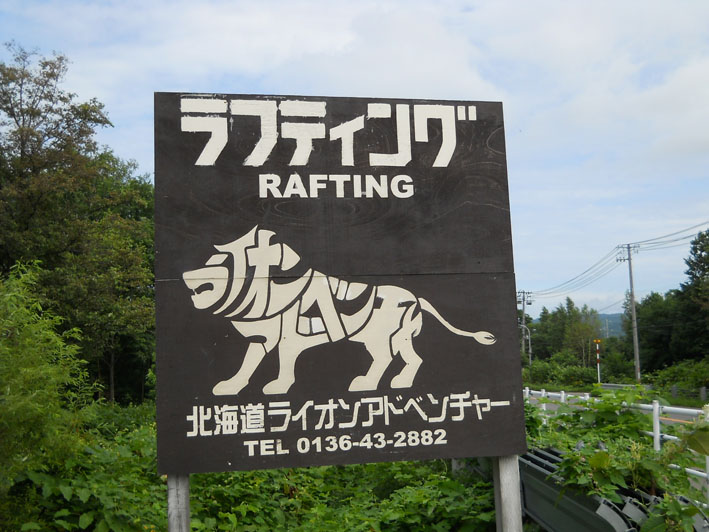 ラフティング
RAFTING
ライオン
アドベンチャー
北海道ライオンアドベンチャー
TEL 0136-43-2882